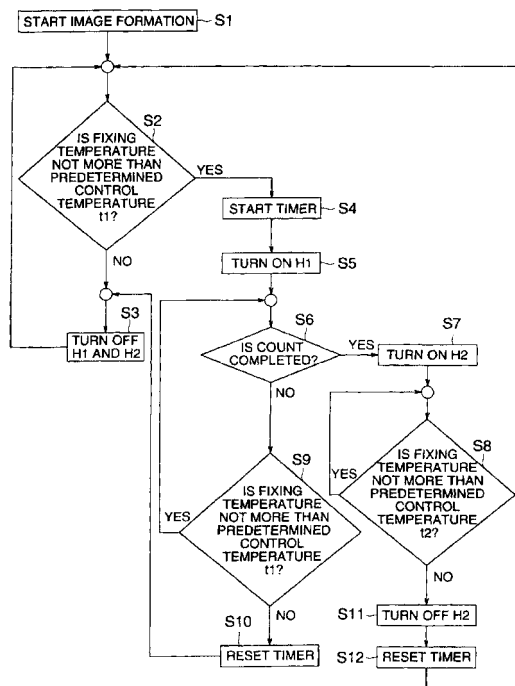 START IMAGE FORMATION
S1
S2
IS FIXING
TEMPERATURE
NOT MORE THAN
PREDETERMINED
CONTROL
TEMPERATURE
t1?
YES
NO
S3
TURN OFF
H1 AND H2
START TIMER
S4
TURN ON H1
S5
S6
IS COUNT
COMPLETED?
YES
NO
S7
TURN ON H2
S8
IS FIXING
TEMPERATURE
NOT MORE THAN
PREDETERMINED
CONTROL
TEMPERATURE
t2?
YES
NO
S9
IS FIXING
TEMPERATURE
NOT MORE THAN
PREDETERMINED
CONTROL
TEMPERATURE
t1?
YES
NO
S10
RESET TIMER
S11
TURN OFF H2
S12
RESET TIMER